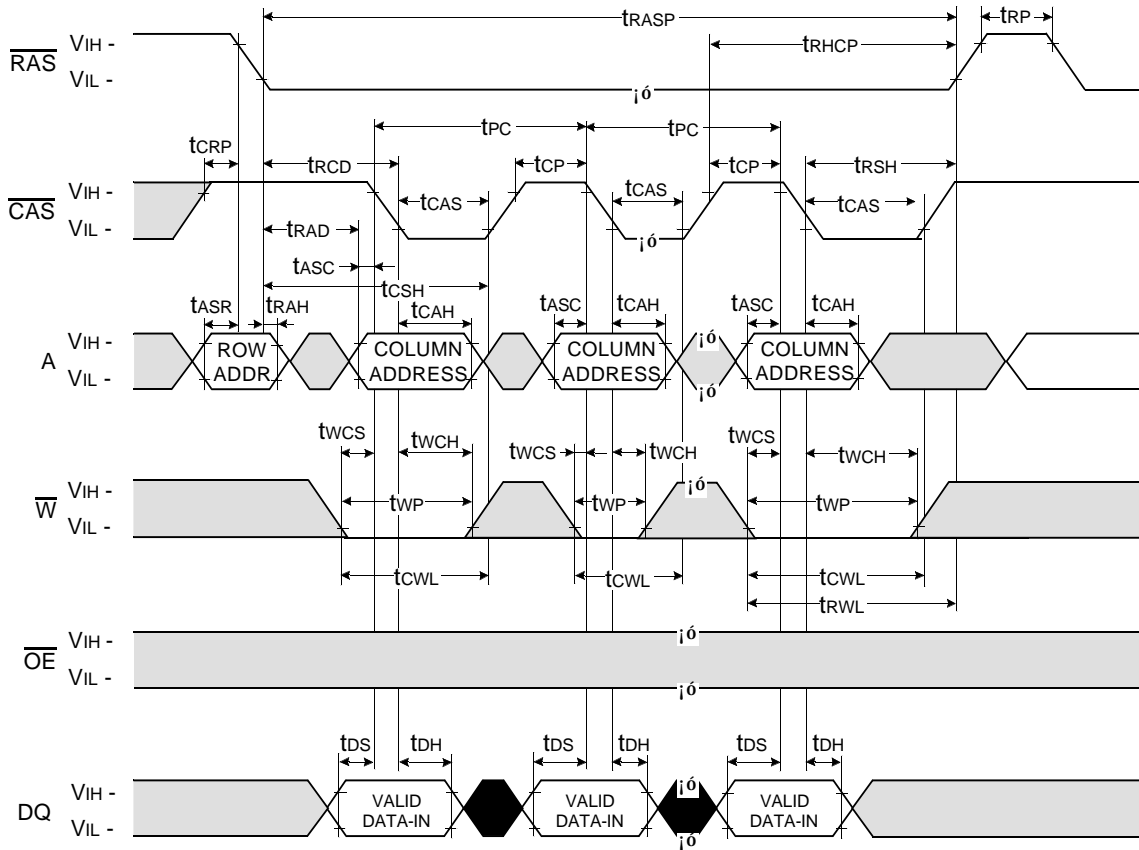 tRASP tRP
tRHCP
RAS VIH -
VIL -
¡ó
tPC tPC
tCRP tRCD tCP tCP tRSH
CAS VIH -
VIL -
tCAS tCAS tCAS
¡ó
tRAD
tASC tCSH
tASR tRAH tCAH tASC tCAH tASC tCAH
A VIH -
VIL -
ROW
ADDR
COLUMN
ADDRESS
COLUMN
ADDRESS
¡ó
¡ó
COLUMN
ADDRESS
tWCS tWCH tWCS tWCH tWCS tWCH
W VIH -
VIL -
¡ó
tWP tWP tWP
tCWL tCWL tCWL
tRWL
OE VIH -
VIL -
¡ó
¡ó
tDS tDH tDS tDH tDS tDH
DQ VIH -
VIL -
VALID
DATA-IN
VALID
DATA-IN
¡ó
¡ó
VALID
DATA-IN